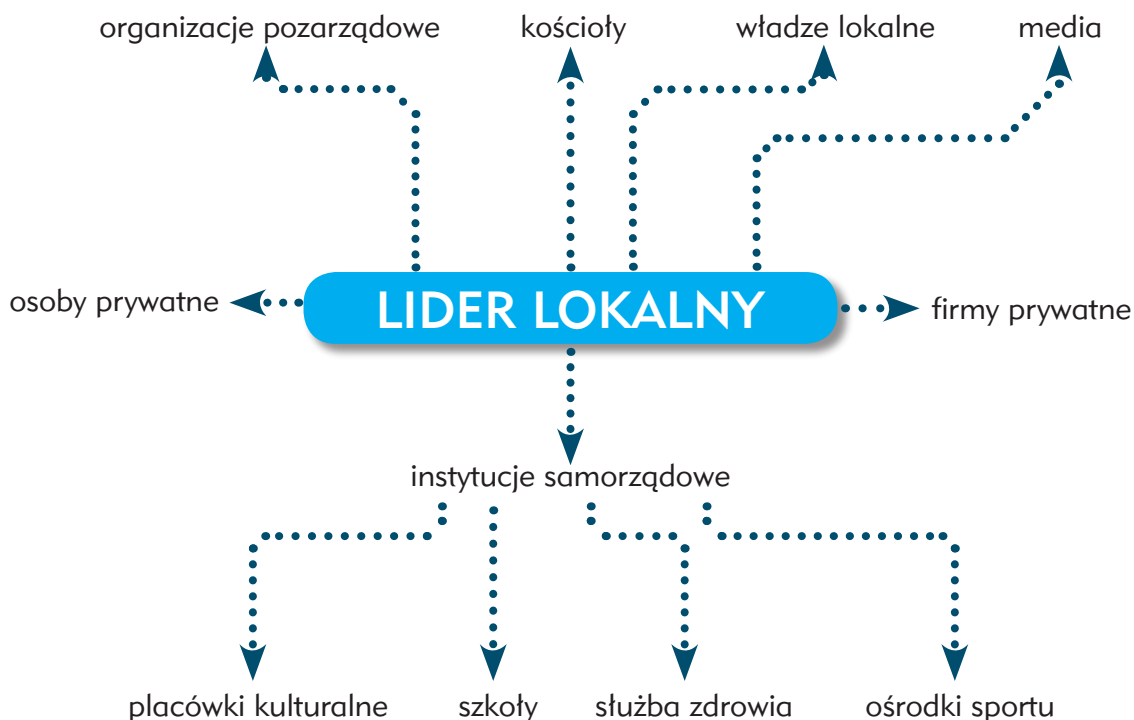 organizacje pozarządowe
kościoły
władze lokalne
media
osoby prywatne
LIDER LOKALNY
firmy prywatne
instytucje samorządowe
placówki kulturalne
szkoły
służba zdrowia
ośrodki sportu